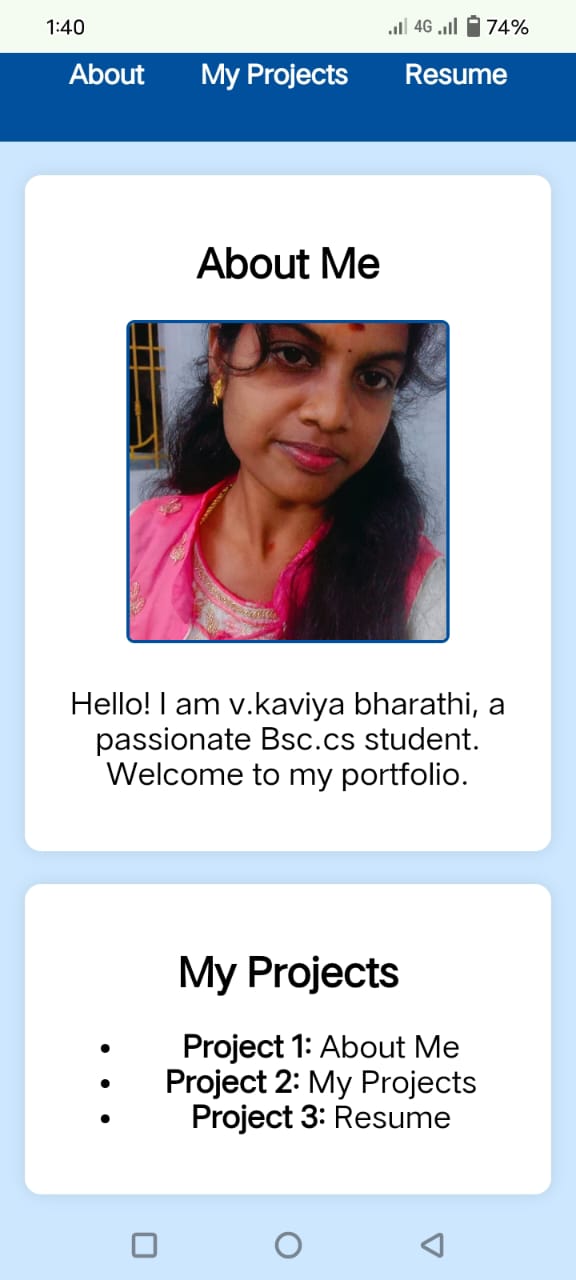 1:40 4G 74%
About My Projects Resume
About Me
Hello! I am v.kaviya bharathi, a
passionate Bsc.cs student.
Welcome to my portfolio.
My Projects
• Project 1: About Me
• Project 2: My Projects
• Project 3: Resume